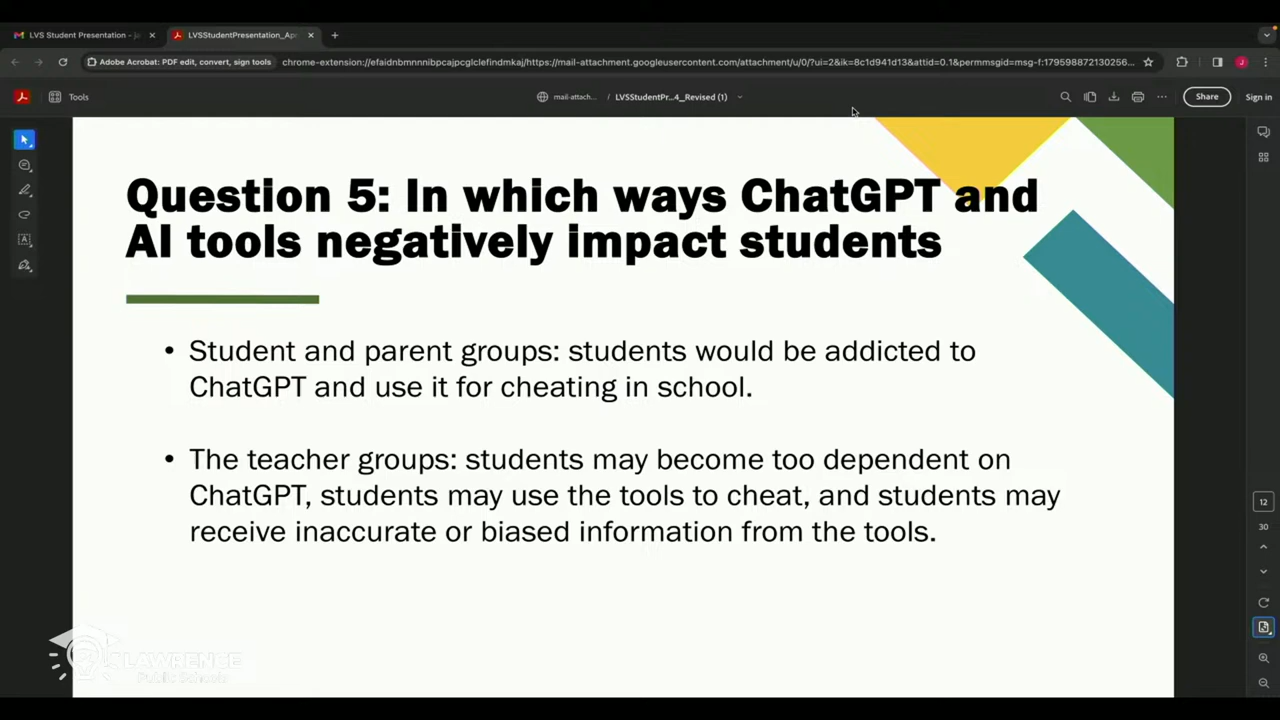 LVS Student Presentation - ja
LVSStudentPresentation_Apr
Adobe Acrobat: PDF edit, convert, sign tools
chrome-extension://efaidnbmnnnibpcajpcglclefindmkaj/https://mail-attachment.googleusercontent.com/attachment/u/0/?ui=2&ik=8c1d941d13&attid=0.1&permmsgid=msg-f:179598872130256...
J
Tools
mail-attach... / LVSStudentPr...4_Revised (1)
Share
Sign in
Question 5: In which ways ChatGPT and
AI tools negatively impact students
• Student and parent groups: students would be addicted to
ChatGPT and use it for cheating in school.
• The teacher groups: students may become too dependent on
ChatGPT, students may use the tools to cheat, and students may
receive inaccurate or biased information from the tools.
12
30
LAWRENCE
Public Schools